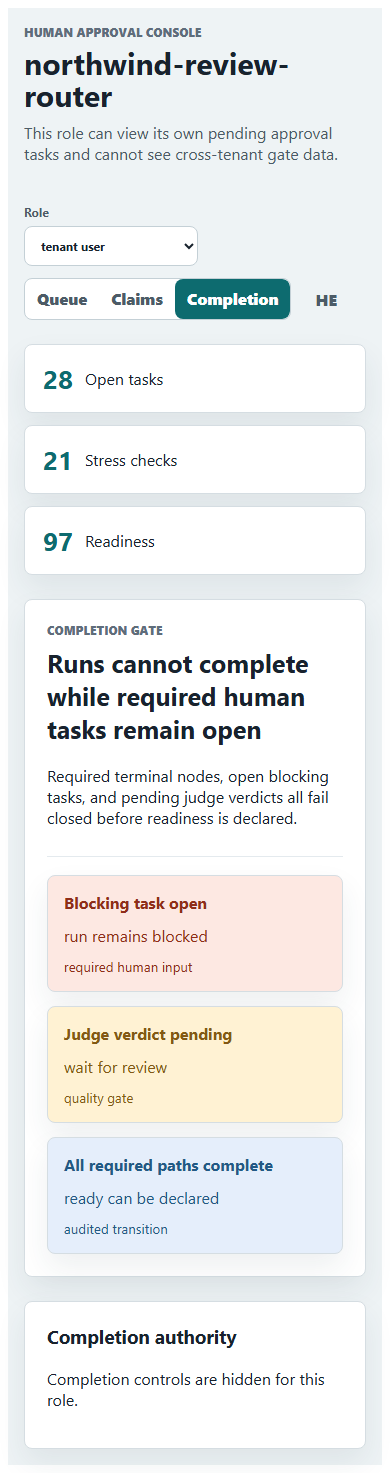 HUMAN APPROVAL CONSOLE
northwind-review-
router
This role can view its own pending approval
tasks and cannot see cross-tenant gate data.
Role
tenant user
Queue Claims Completion HE
28 Open tasks
21 Stress checks
97 Readiness
COMPLETION GATE
Runs cannot complete
while required human
tasks remain open
Required terminal nodes, open blocking
tasks, and pending judge verdicts all fail
closed before readiness is declared.
Blocking task open
run remains blocked
required human input
Judge verdict pending
wait for review
quality gate
All required paths complete
ready can be declared
audited transition
Completion authority
Completion controls are hidden for this
role.